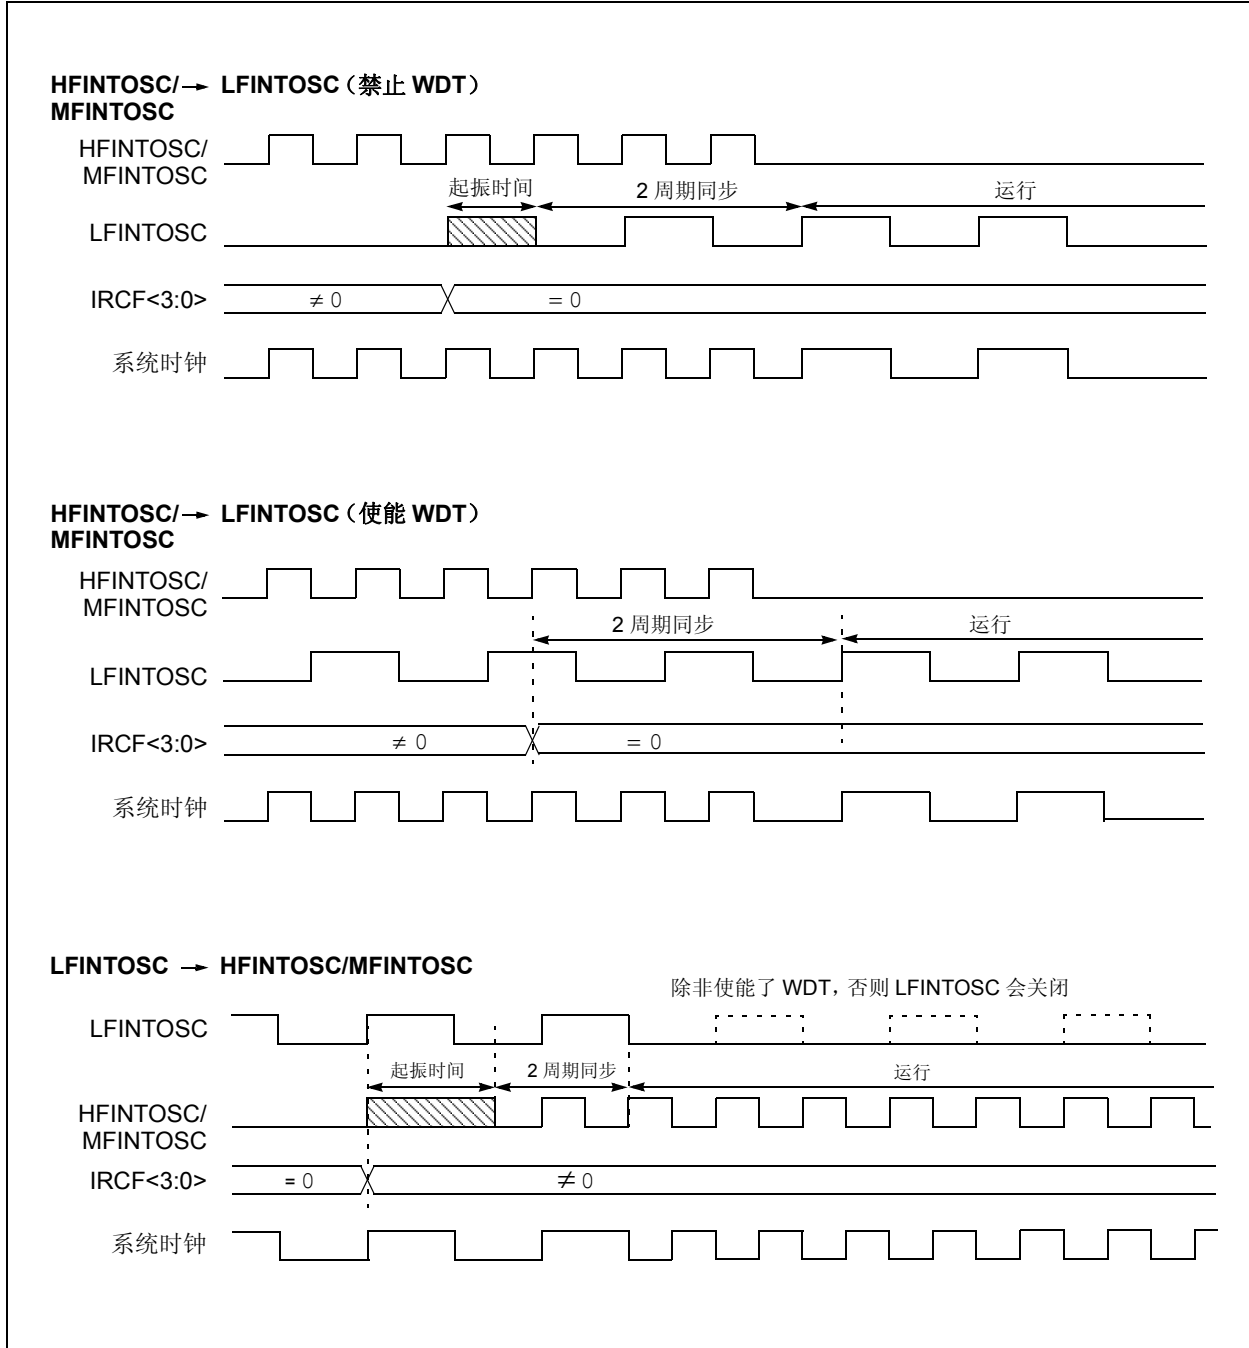 HFINTOSC/→ LFINTOSC（禁止 WDT）
MFINTOSC
HFINTOSC/
MFINTOSC
起振时间 2 周期同步 运行
LFINTOSC
IRCF<3:0> ≠ 0 = 0
系统时钟
HFINTOSC/→ LFINTOSC（使能 WDT）
MFINTOSC
HFINTOSC/
MFINTOSC
2 周期同步 运行
LFINTOSC
IRCF<3:0> ≠ 0 = 0
系统时钟
LFINTOSC → HFINTOSC/MFINTOSC
除非使能了 WDT，否则 LFINTOSC 会关闭
LFINTOSC
起振时间 2 周期同步 运行
HFINTOSC/
MFINTOSC
IRCF<3:0> = 0 ≠ 0
系统时钟